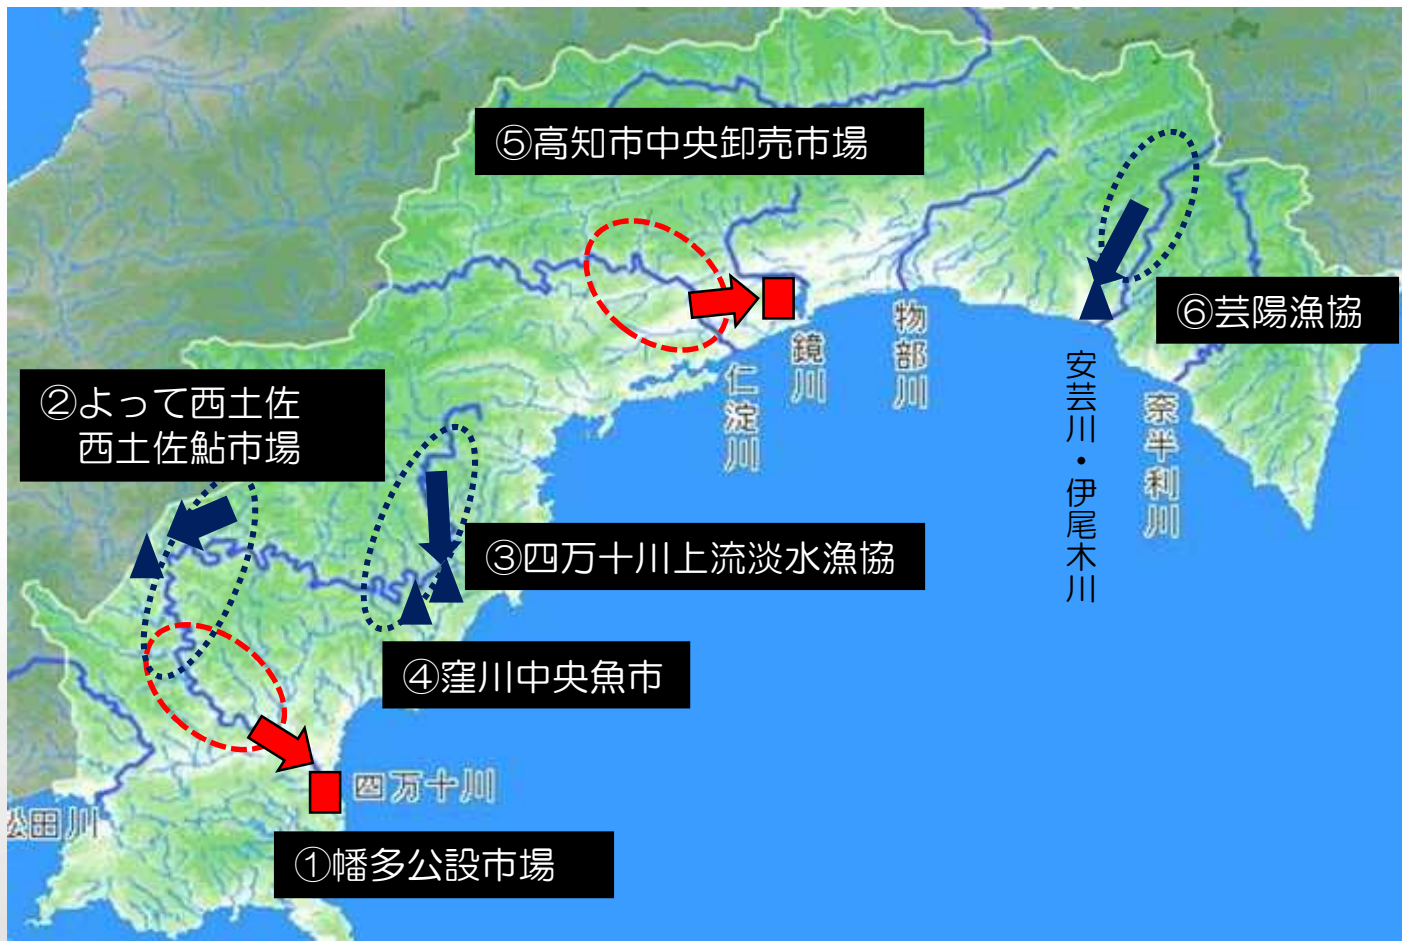 ⑤高知市中央卸売市場
⑥芸陽漁協
物部川
鏡川
仁淀川
安芸川・伊尾木川
奈半利川
②よって西土佐
西土佐鮎市場
③四万十川上流淡水漁協
④窪川中央魚市
四万十川
松田川
①幡多公設市場